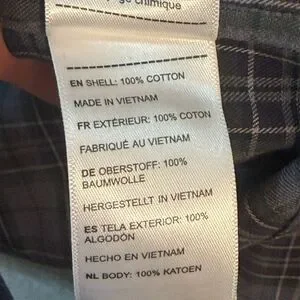 chimique
EN SHELL: 100% COTTON
MADE IN VIETNAM
FR EXTÉRIEUR: 100% COTON
FABRIQUÉ AU VIETNAM
DE OBERSTOFF: 100%
BAUMWOLLE
HERGESTELLT IN VIETNAM
ES TELA EXTERIOR: 100%
ALGODÓN
HECHO EN VIETNAM
NL BODY: 100% KATOEN